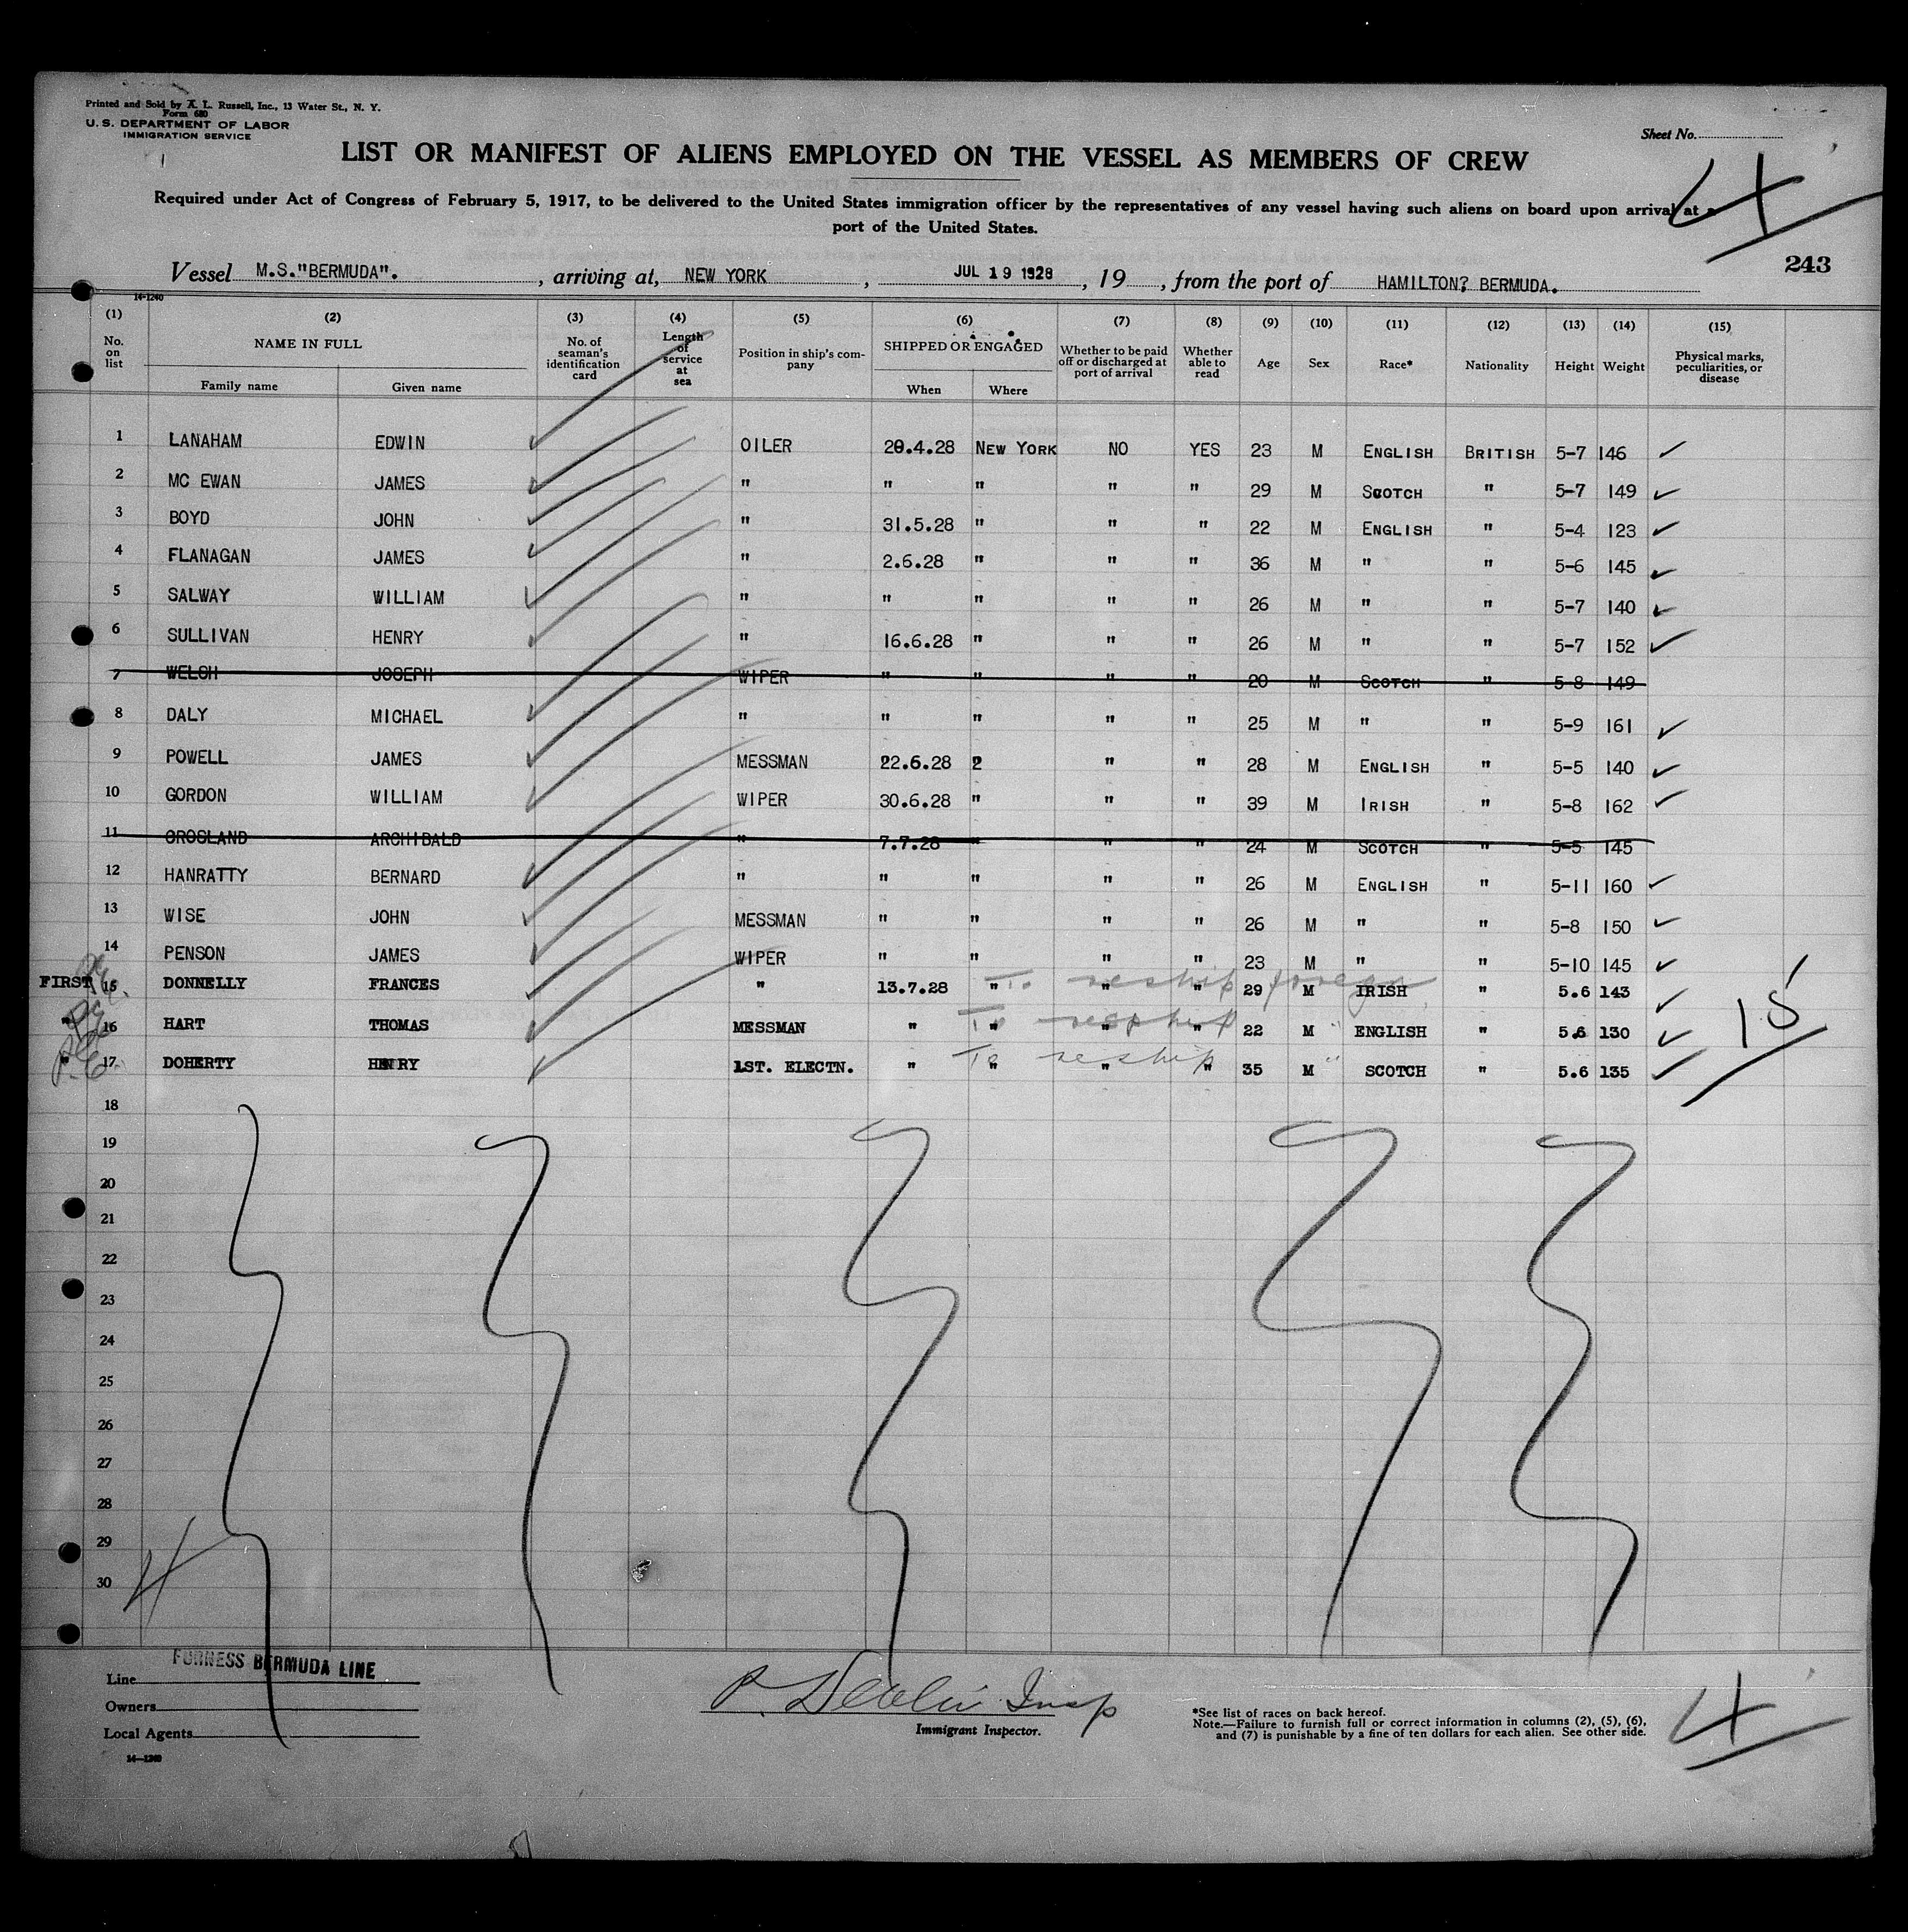 Printed and Sold by A. L. Russell, Inc., 13 Water St., N. Y.
Form 680
U. S. DEPARTMENT OF LABOR
IMMIGRATION SERVICE
Sheet No.
LIST OR MANIFEST OF ALIENS EMPLOYED ON THE VESSEL AS MEMBERS OF CREW
4
Required under Act of Congress of February 5, 1917, to be delivered to the United States immigration officer by the representatives of any vessel having such aliens on board upon arrival at a
port of the United States.
243
Vessel M.S."BERMUDA". , arriving at, NEW YORK , JUL 19 1928 , 19 , from the port of HAMILTON? BERMUDA.
14-1240
(1) (2) (3) (4) (5) (6) (7) (8) (9) (10) (11) (12) (13) (14) (15)
No. on list NAME IN FULL Family name Given name No. of seaman's identification card Length of service at sea Position in ship's company SHIPPED OR ENGAGED When Where Whether to be paid off or discharged at port of arrival Whether able to read Age Sex Race* Nationality Height Weight Physical marks, peculiarities, or disease
1 LANAHAM EDWIN OILER 20.4.28 NEW YORK NO YES 23 M ENGLISH BRITISH 5-7 146
2 MC EWAN JAMES " " " " " 29 M SCOTCH " 5-7 149
3 BOYD JOHN " 31.5.28 " " " 22 M ENGLISH " 5-4 123
4 FLANAGAN JAMES " 2.6.28 " " " 36 M " " 5-6 145
5 SALWAY WILLIAM " " " " " 26 M " " 5-7 140
6 SULLIVAN HENRY " 16.6.28 " " " 26 M " " 5-7 152
7 WELSH JOSEPH WIPER " " " " 20 M SCOTCH " 5-8 149
8 DALY MICHAEL " " " " " 25 M " " 5-9 161
9 POWELL JAMES MESSMAN 22.6.28 2 " " 28 M ENGLISH " 5-5 140
10 GORDON WILLIAM WIPER 30.6.28 " " " 39 M IRISH " 5-8 162
11 CROSLAND ARCHIBALD " 7.7.28 " " " 24 M SCOTCH " 5-5 145
12 HANRATTY BERNARD " " " " " 26 M ENGLISH " 5-11 160
13 WISE JOHN MESSMAN " " " " 26 M " " 5-8 150
14 PENSON JAMES WIPER " " " " 23 M " " 5-10 145
FIRST 15 DONNELLY FRANCES " 13.7.28 " " " 29 M IRISH " 5.6 143
To reship foreign
" 16 HART THOMAS MESSMAN " " " " 22 M ENGLISH " 5.6 130
To reship
15
" 17 DOHERTY HENRY 1ST. ELECTN. " " " " 35 M SCOTCH " 5.6 135
To reship
18
19
20
21
22
23
24
25
26
27
28
29
30
4
Line FURNESS BERMUDA LINE
Owners
Local Agents
14-1240
Insp
Immigrant Inspector.
*See list of races on back hereof.
Note.—Failure to furnish full or correct information in columns (2), (5), (6),
and (7) is punishable by a fine of ten dollars for each alien. See other side.
4